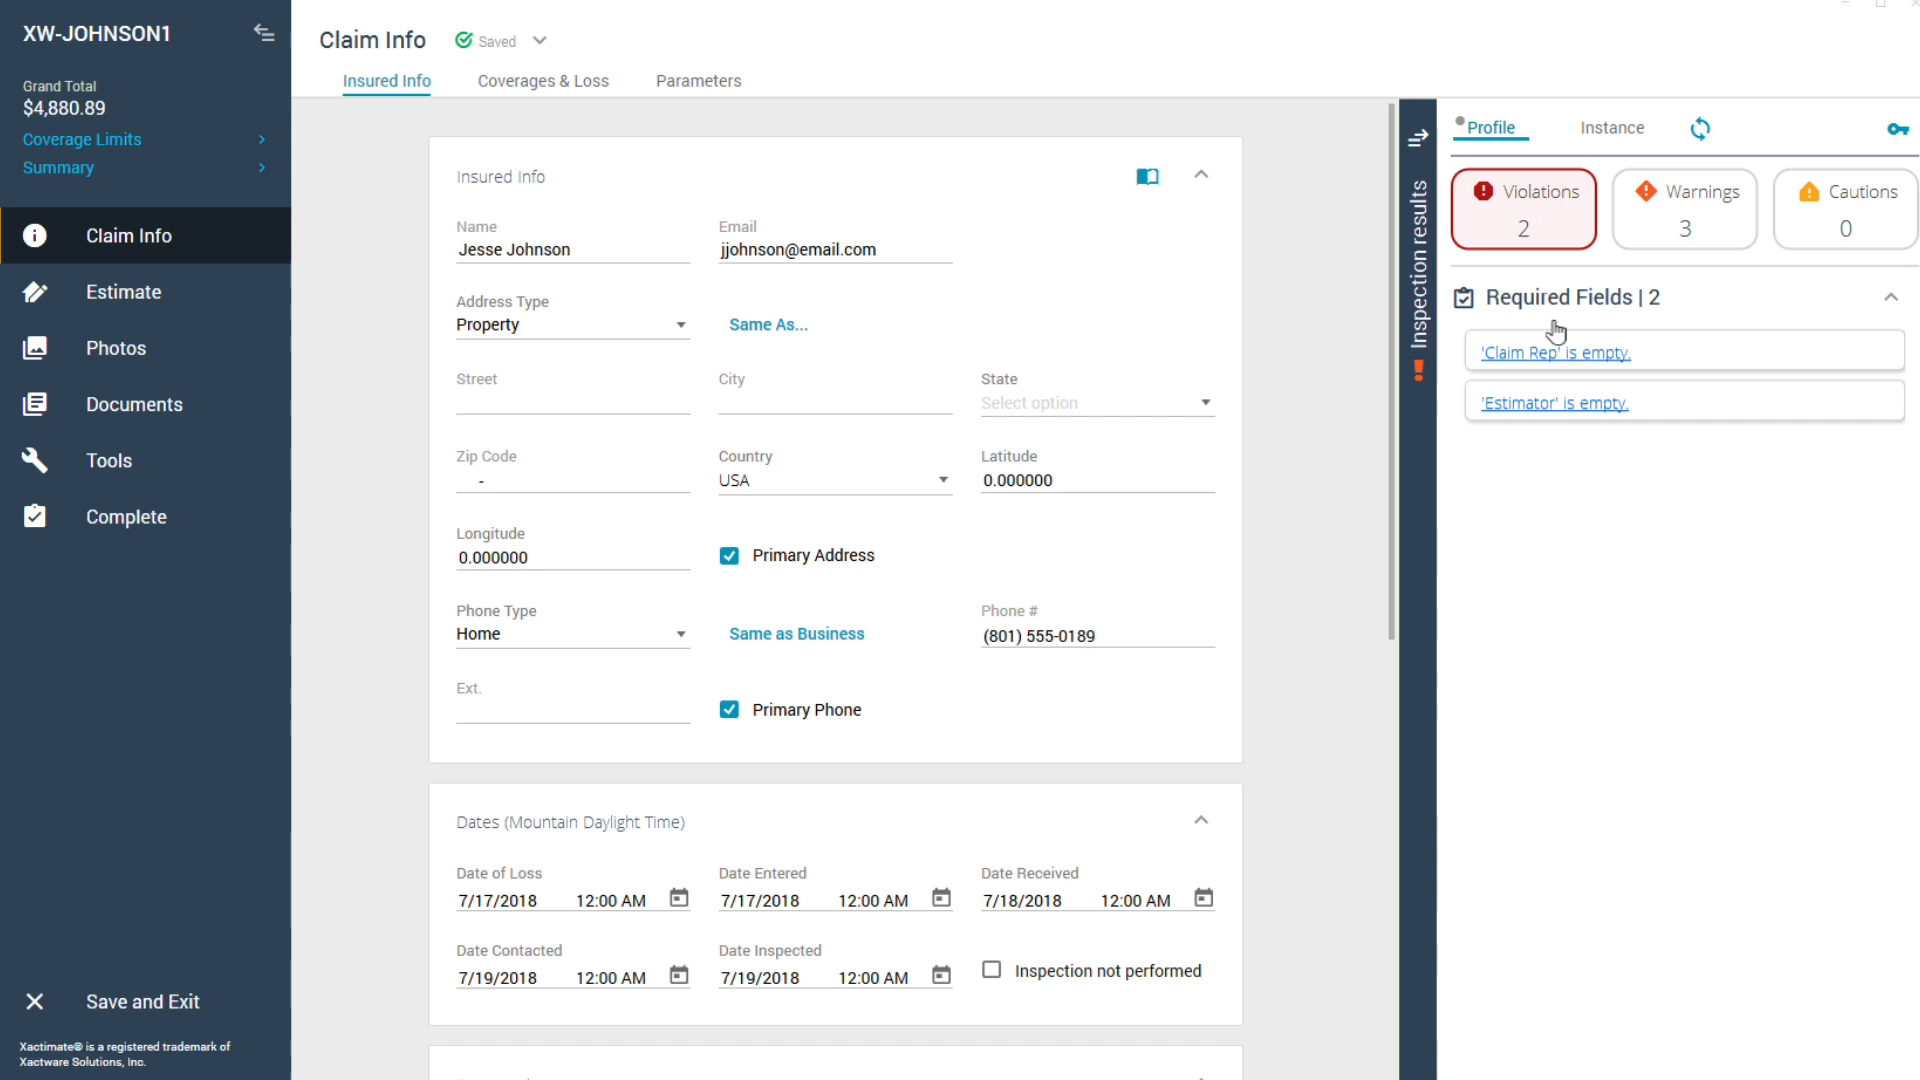 XW-JOHNSON1
Grand Total
$4,880.89
Coverage Limits
Summary
Claim Info
Estimate
Photos
Documents
Tools
Complete
Save and Exit
Xactimate® is a registered trademark of
Xactware Solutions, Inc.
Claim Info
Saved
Insured Info
Coverages & Loss
Parameters
Insured Info
Name
Email
Jesse Johnson
jjohnson@email.com
Address Type
Property
Same As...
Street
City
State
Select option
Zip Code
Country
Latitude
-
USA
0.000000
Longitude
0.000000
Primary Address
Phone Type
Phone #
Home
Same as Business
(801) 555-0189
Ext.
Primary Phone
Dates (Mountain Daylight Time)
Date of Loss
Date Entered
Date Received
7/17/2018 12:00 AM
7/17/2018 12:00 AM
7/18/2018 12:00 AM
Date Contacted
Date Inspected
7/19/2018 12:00 AM
7/19/2018 12:00 AM
Inspection not performed
Inspection results
Profile
Instance
Violations
2
Warnings
3
Cautions
0
Required Fields | 2
'Claim Rep' is empty.
'Estimator' is empty.